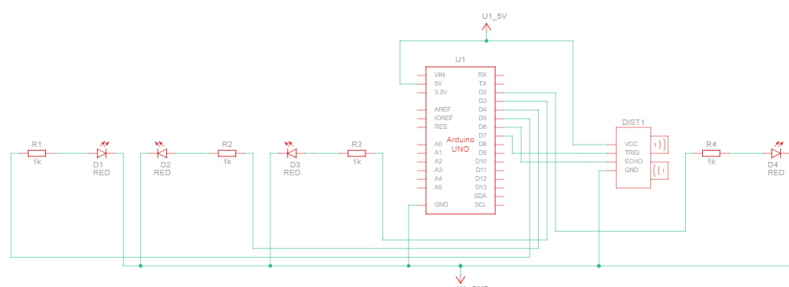 U1_5V
U1
VIN
5V
3.3V
AREF
IOREF
RES
A0
A1
A2
A3
A4
A5
GND
Arduino
UNO
RX
TX
D2
D3
D4
D5
D6
D7
D8
D9
D10
D11
D12
D13
SDA
SCL
R1
1k
D1
RED
D2
RED
R2
1k
D3
RED
R3
1k
DIST1
VCC
TRIG
ECHO
GND
R4
1k
D4
RED